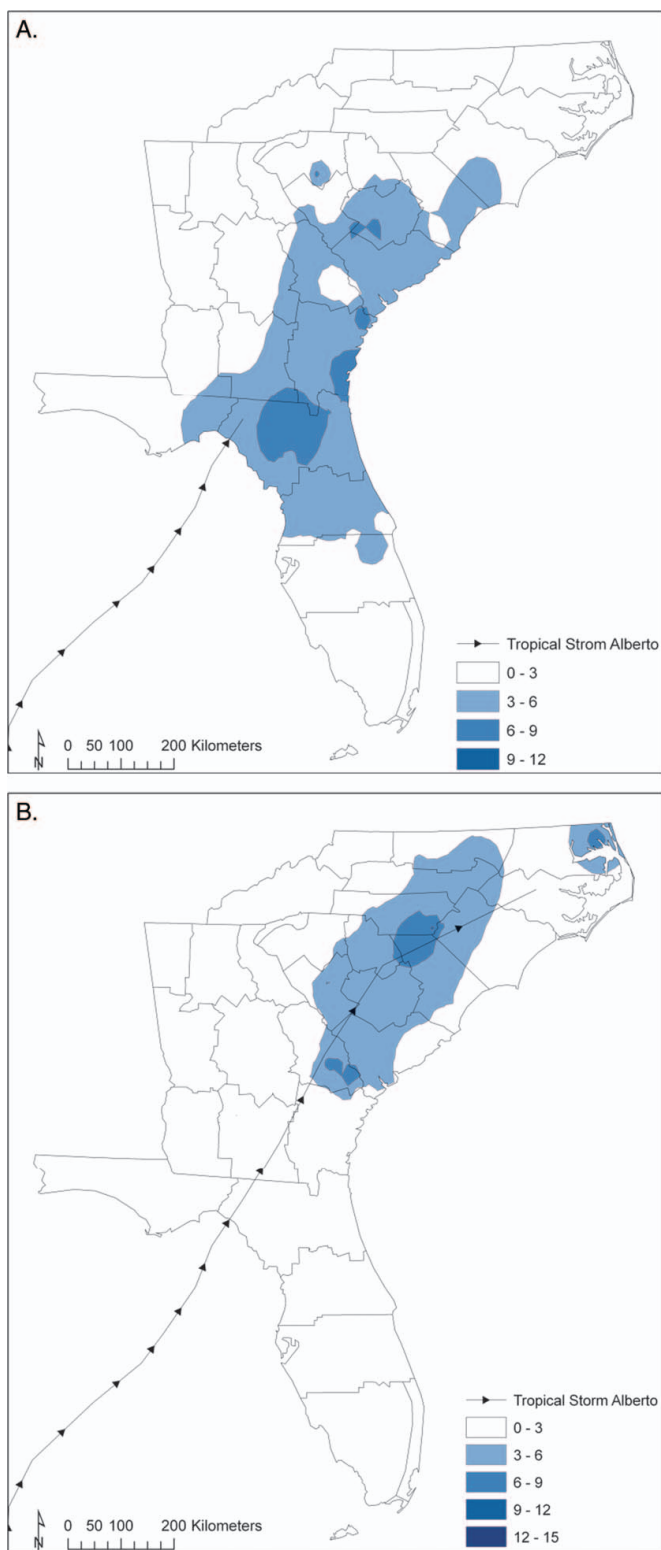 A.
Tropical Strom Alberto
0 - 3
3 - 6
6 - 9
9 - 12
N
0 50 100 200 Kilometers
B.
Tropical Storm Alberto
0 - 3
3 - 6
6 - 9
9 - 12
12 - 15
N
0 50 100 200 Kilometers